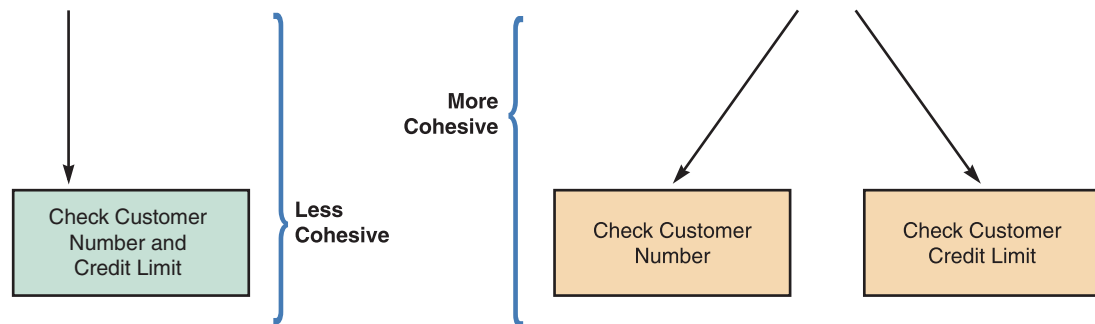 Check Customer
Number and
Credit Limit
Less
Cohesive
More
Cohesive
Check Customer
Number
Check Customer
Credit Limit